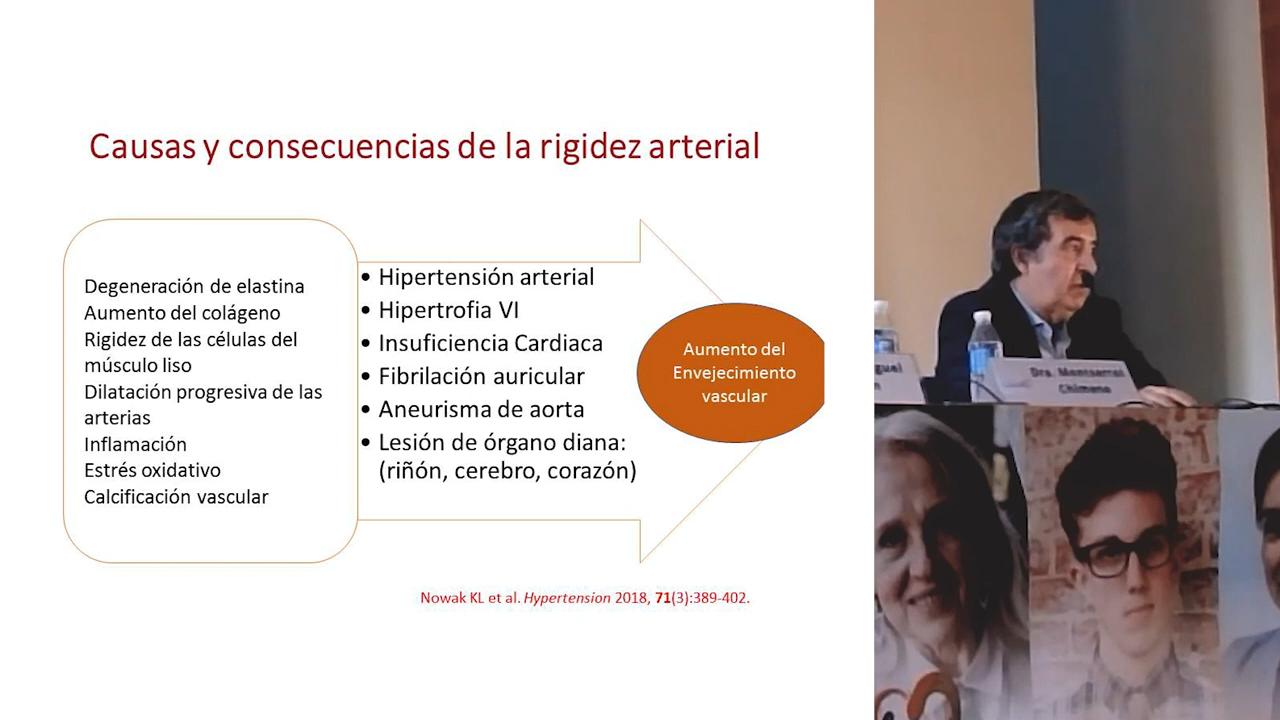 Causas y consecuencias de la rigidez arterial
Degeneración de elastina
Aumento del colágeno
Rigidez de las células del
músculo liso
Dilatación progresiva de las
arterias
Inflamación
Estrés oxidativo
Calcificación vascular
• Hipertensión arterial
• Hipertrofia VI
• Insuficiencia Cardiaca
• Fibrilación auricular
• Aneurisma de aorta
• Lesión de órgano diana:
(riñón, cerebro, corazón)
Aumento del
Envejecimiento
vascular
Nowak KL et al. Hypertension 2018, 71(3):389-402.
Dra. Montserrat
Chimeno